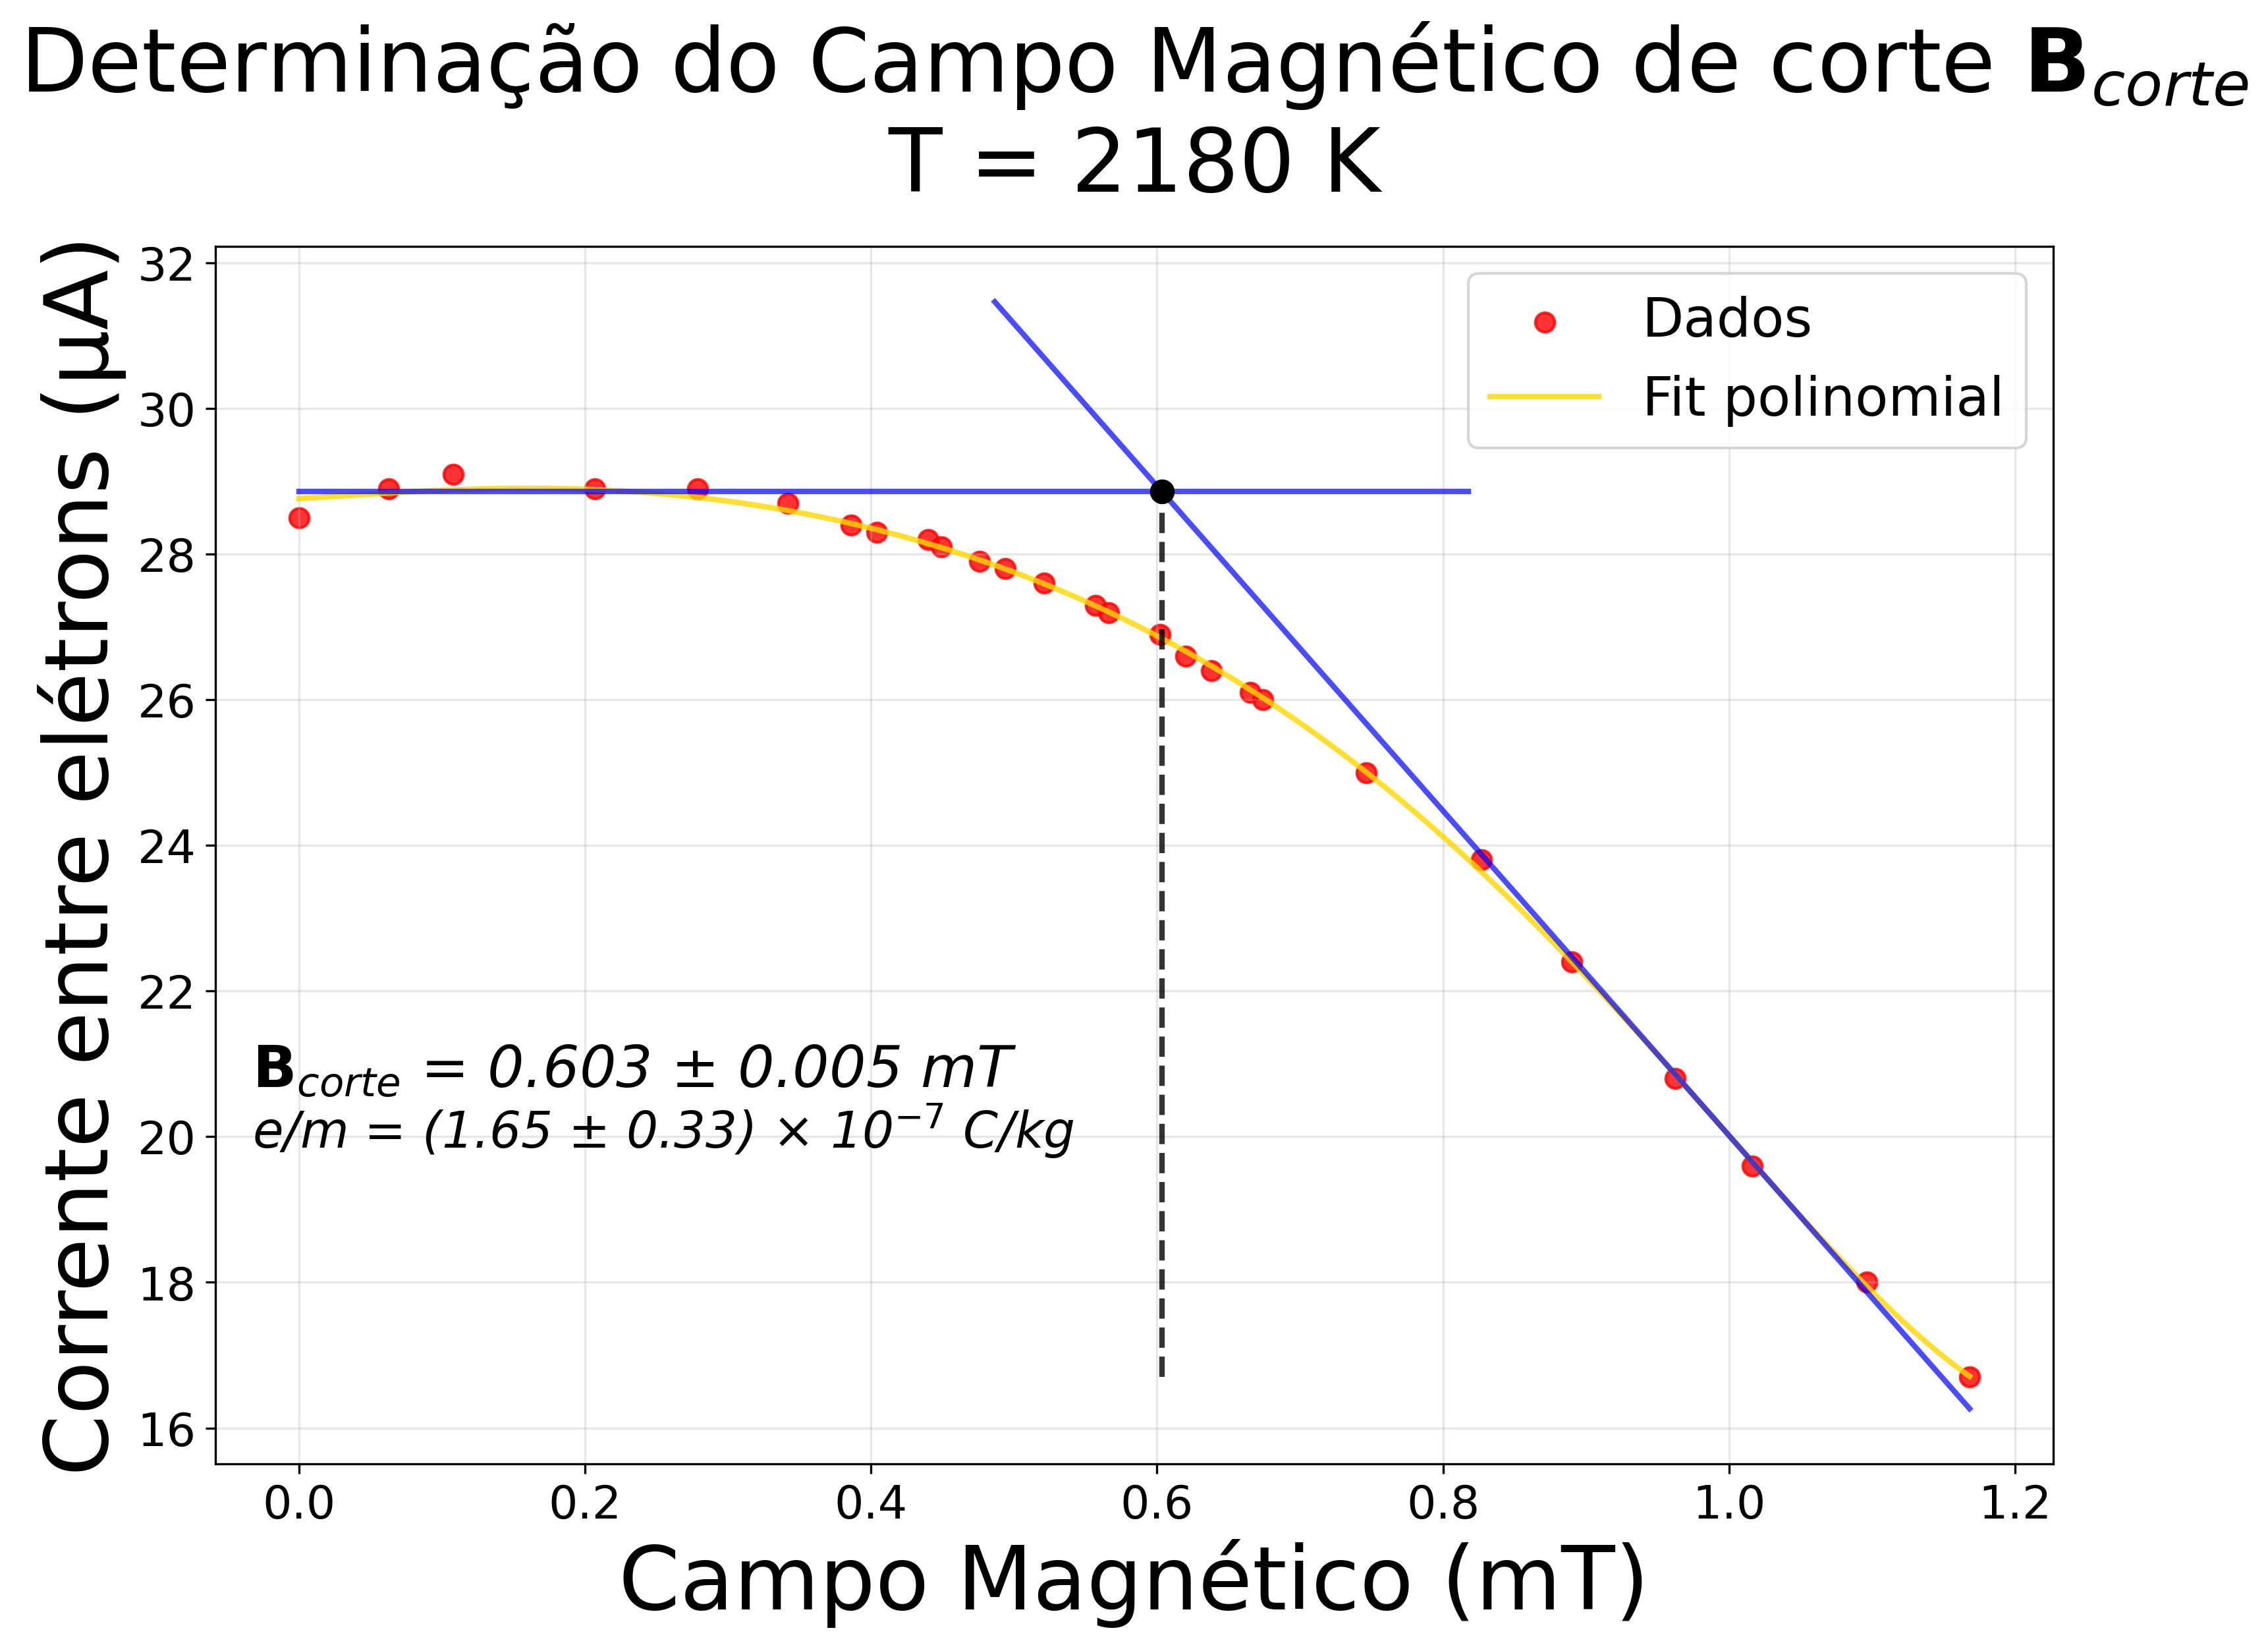 Determinação do Campo Magnético de corte B_corte
T = 2180 K
Corrente entre elétrons (µA)
32
30
28
26
24
22
20
18
16
Dados
Fit polinomial
B_corte = 0.603 ± 0.005 mT
e/m = (1.65 ± 0.33) × 10⁻⁷ C/kg
0.0 0.2 0.4 0.6 0.8 1.0 1.2
Campo Magnético (mT)